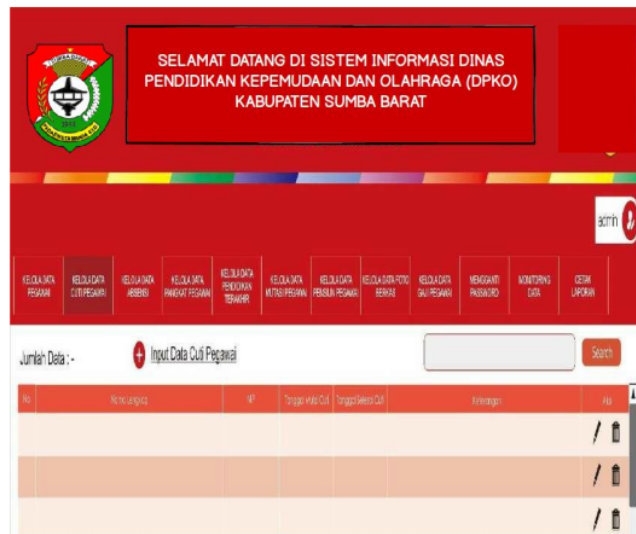 SUMBA BARAT
SELAMAT DATANG DI SISTEM INFORMASI DINAS
PENDIDIKAN KEPEMUDAAN DAN OLAHRAGA (DPKO)
KABUPATEN SUMBA BARAT
admin
KELOLA DATA
PEGAWAI
KELOLA DATA
CUTI PEGAWAI
KELOLA DATA
ABSENSI
KELOLA DATA
PANGKAT PEGAWAI
KELOLA DATA
PENDIDIKAN
TERAKHIR
KELOLA DATA
MUTASI PEGAWAI
KELOLA DATA
PENSIUN PEGAWAI
KELOLA DATA FOTO
BERKAS
KELOLA DATA
GAJI PEGAWAI
MENGGANTI
PASSWORD
MONITORING
DATA
CETAK
LAPORAN
Jumlah Data : -
Input Data Cuti Pegawai
Search
No Nama Lengkap NIP Tanggal Mulai Cuti Tanggal Selesai Cuti Keterangan Aksi